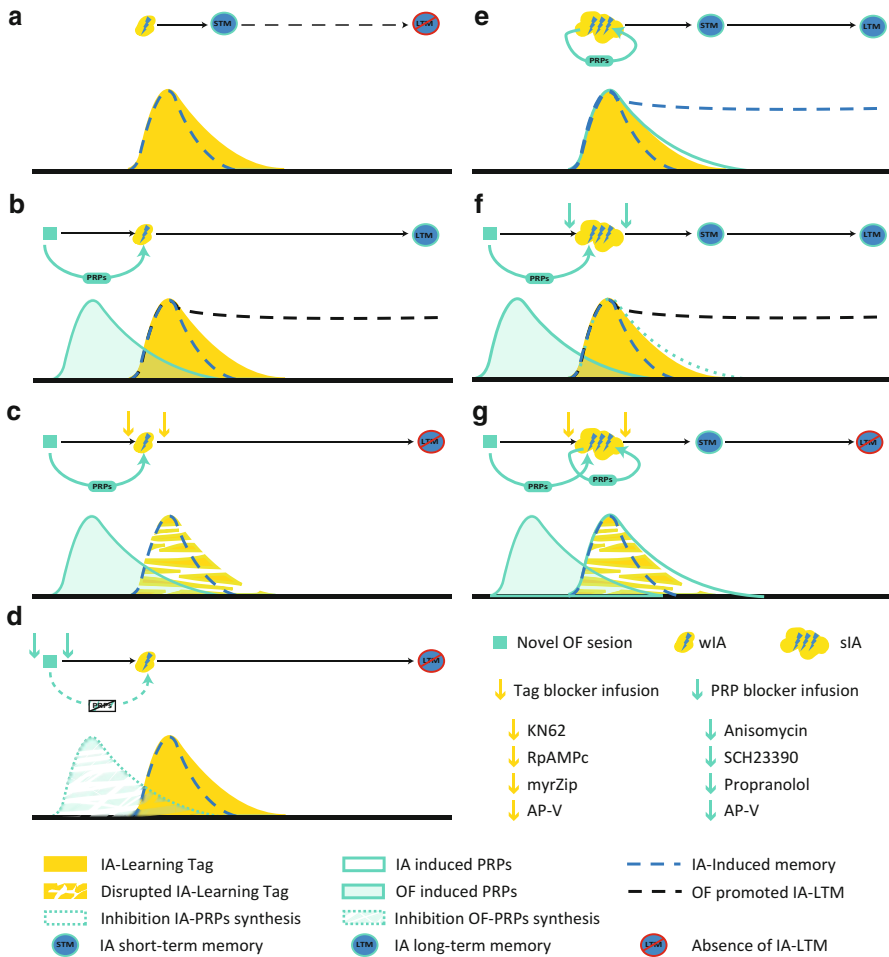 a
STM
LTM
b
PRPs
LTM
c
PRPs
LTM
d
PRPs
LTM
e
PRPs
STM
LTM
f
PRPs
STM
LTM
g
PRPs
PRPs
STM
LTM
Novel OF sesion
wIA
sIA
Tag blocker infusion
PRP blocker infusion
KN62
Anisomycin
RpAMPc
SCH23390
myrZip
Propranolol
AP-V
AP-V
IA-Learning Tag
IA induced PRPs
IA-Induced memory
Disrupted IA-Learning Tag
OF induced PRPs
OF promoted IA-LTM
Inhibition IA-PRPs synthesis
Inhibition OF-PRPs synthesis
STM IA short-term memory
LTM IA long-term memory
LTM Absence of IA-LTM